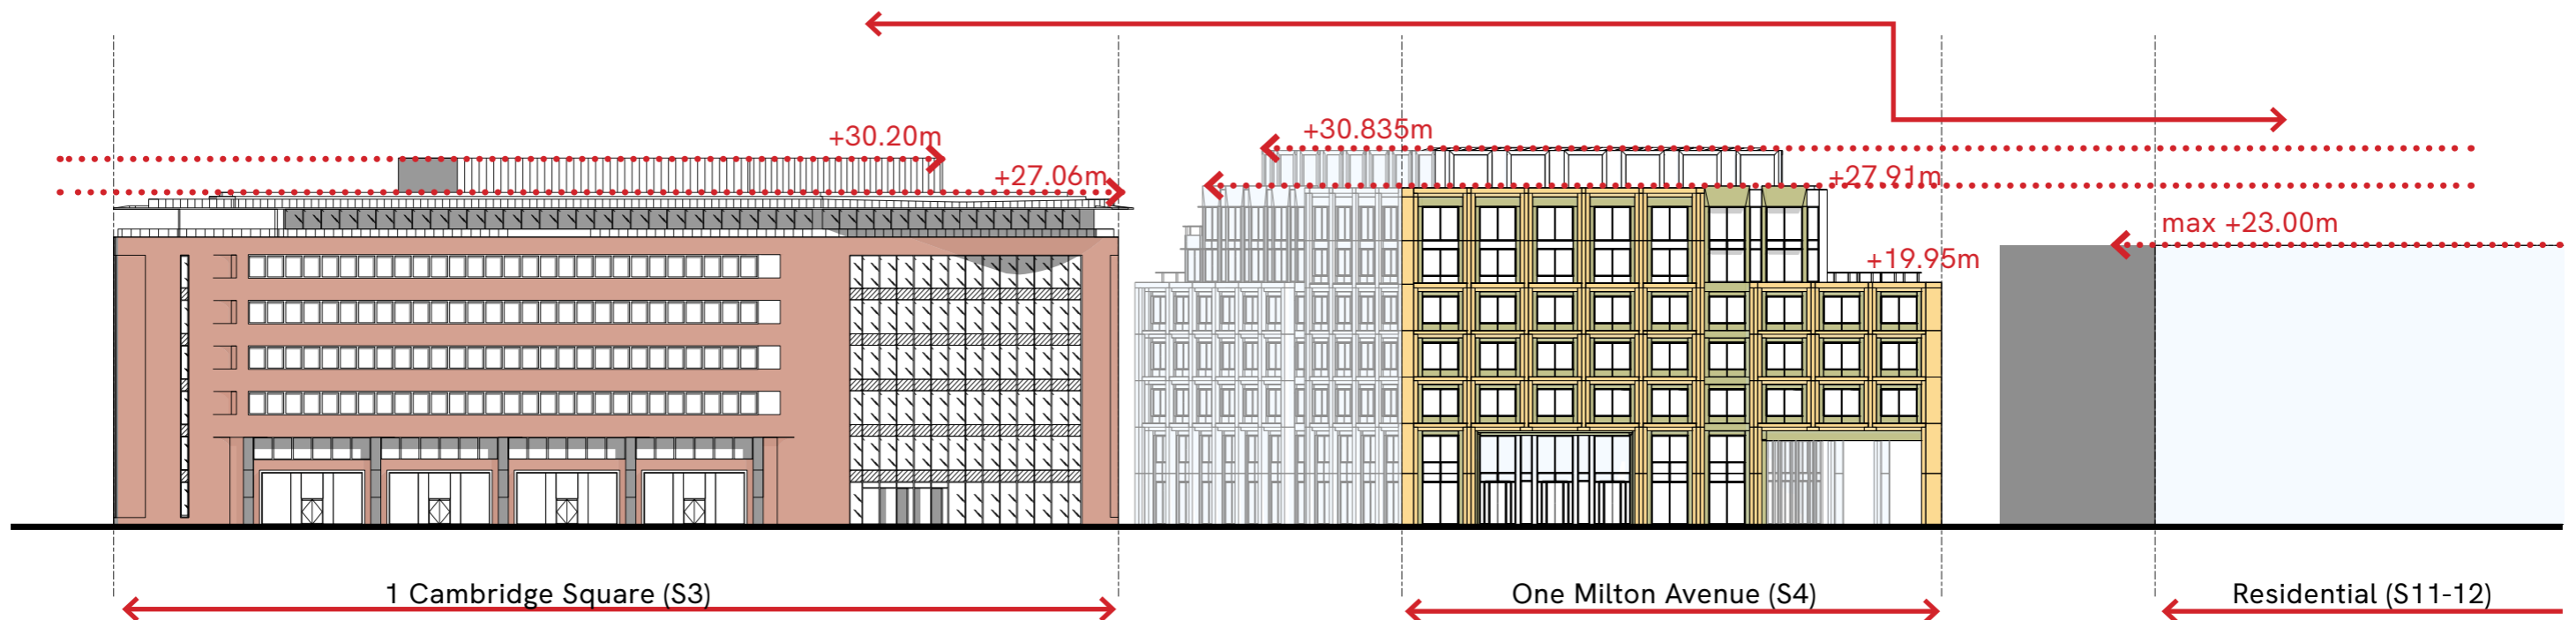 +30.20m
+30.835m
+27.06m
+27.91m
max +23.00m
+19.95m
1 Cambridge Square (S3)
One Milton Avenue (S4)
Residential (S11-12)